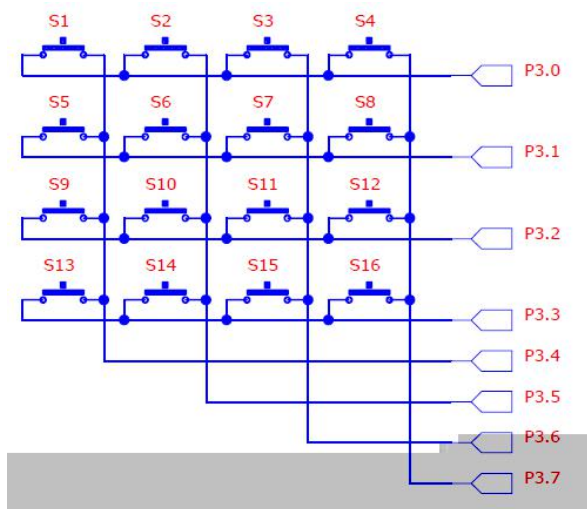 S1 S2 S3 S4
P3.0
S5 S6 S7 S8
P3.1
S9 S10 S11 S12
P3.2
S13 S14 S15 S16
P3.3
P3.4
P3.5
P3.6
P3.7